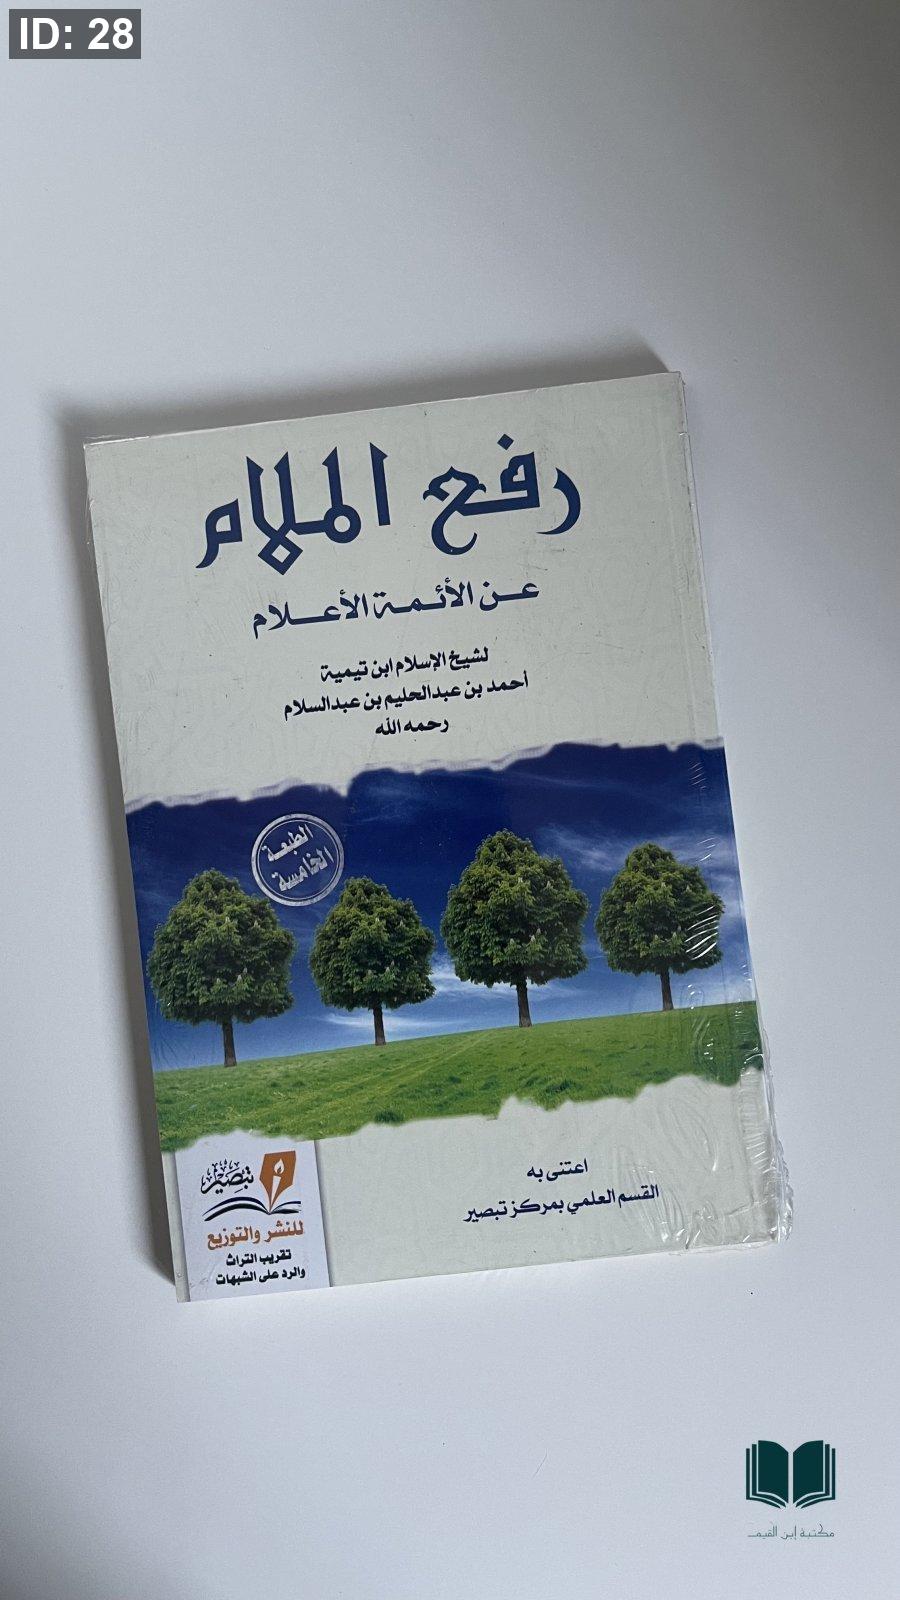 ID: 28
رفع الملام
عن الأئمة الأعلام
لشيخ الإسلام ابن تيمية
أحمد بن عبدالحليم بن عبدالسلام
رحمه الله
الطبعة
الخامسة
اعتنى به
القسم العلمي بمركز تبصير
تبصير
للنشر والتوزيع
تقريب التراث
والرد على الشبهات
مكتبة إبن القيم